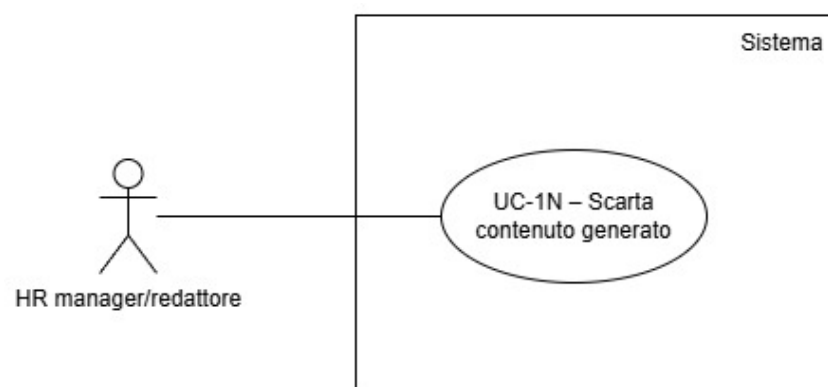 Sistema
UC-1N – Scarta
contenuto generato
HR manager/redattore